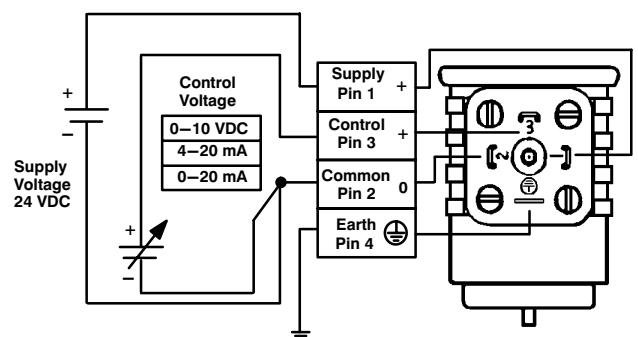 Control
Voltage
0–10 VDC
4–20 mA
0–20 mA
+
–
Supply
Voltage
24 VDC
+
–
Supply
Pin 1 +
Control
Pin 3 +
Common
Pin 2 0
Earth
Pin 4
3
2